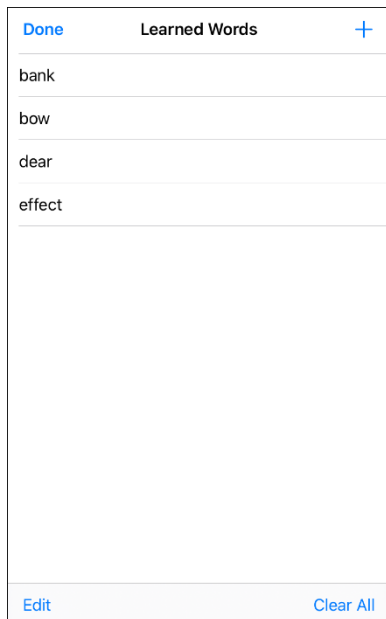 Done Learned Words +
bank
bow
dear
effect
Edit Clear All